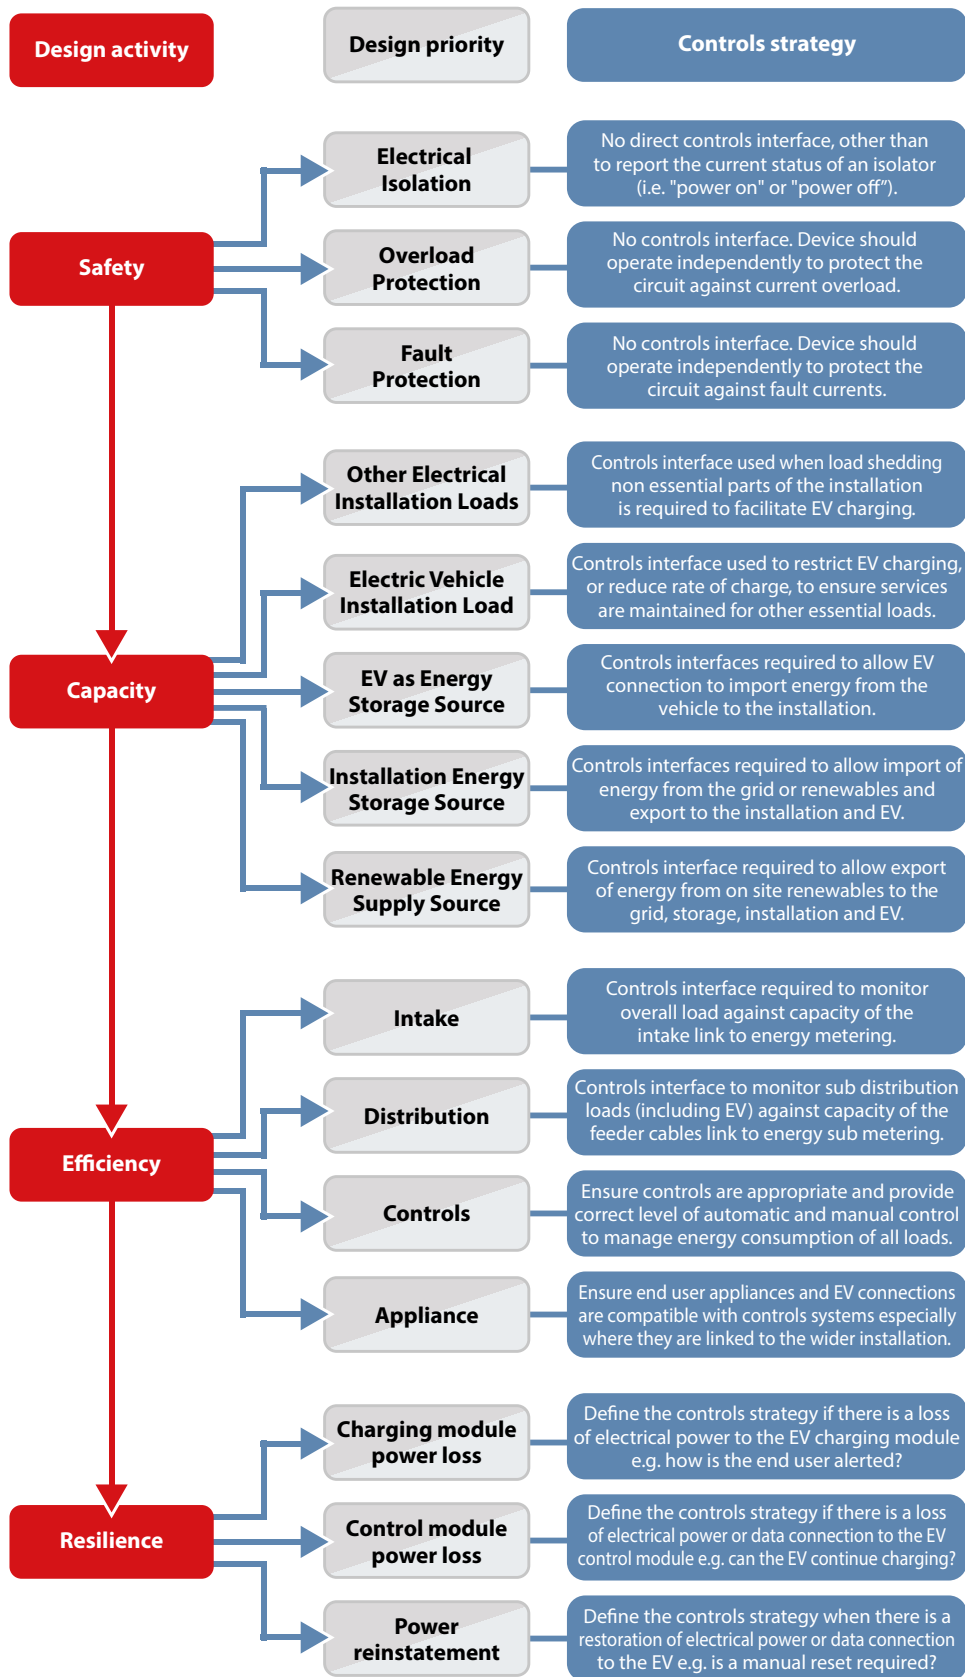 Design activity
Design priority
Controls strategy
Safety
Electrical
Isolation
No direct controls interface, other than
to report the current status of an isolator
(i.e. "power on" or "power off”).
Overload
Protection
No controls interface. Device should
operate independently to protect the
circuit against current overload.
Fault
Protection
No controls interface. Device should
operate independently to protect the
circuit against fault currents.
Capacity
Other Electrical
Installation Loads
Controls interface used when load shedding
non essential parts of the installation
is required to facilitate EV charging.
Electric Vehicle
Installation Load
Controls interface used to restrict EV charging,
or reduce rate of charge, to ensure services
are maintained for other essential loads.
EV as Energy
Storage Source
Controls interfaces required to allow EV
connection to import energy from the
vehicle to the installation.
Installation Energy
Storage Source
Controls interfaces required to allow import of
energy from the grid or renewables and
export to the installation and EV.
Renewable Energy
Supply Source
Controls interface required to allow export
of energy from on site renewables to the
grid, storage, installation and EV.
Efficiency
Intake
Controls interface required to monitor
overall load against capacity of the
intake link to energy metering.
Distribution
Controls interface to monitor sub distribution
loads (including EV) against capacity of the
feeder cables link to energy sub metering.
Controls
Ensure controls are appropriate and provide
correct level of automatic and manual control
to manage energy consumption of all loads.
Appliance
Ensure end user appliances and EV connections
are compatible with controls systems especially
where they are linked to the wider installation.
Resilience
Charging module
power loss
Define the controls strategy if there is a loss
of electrical power to the EV charging module
e.g. how is the end user alerted?
Control module
power loss
Define the controls strategy if there is a loss
of electrical power or data connection to the EV
control module e.g. can the EV continue charging?
Power
reinstatement
Define the controls strategy when there is a
restoration of electrical power or data connection
to the EV e.g. is a manual reset required?